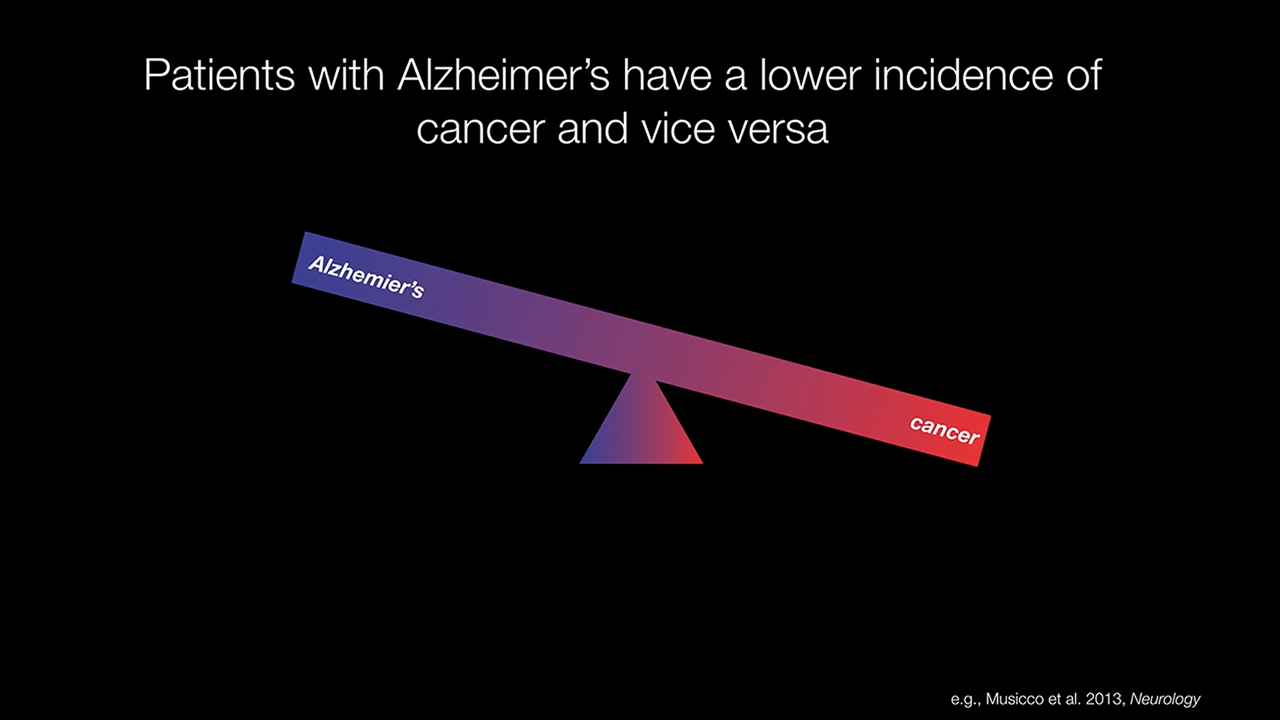 Patients with Alzheimer’s have a lower incidence of
cancer and vice versa
Alzhemier’s
cancer
e.g., Musicco et al. 2013, Neurology